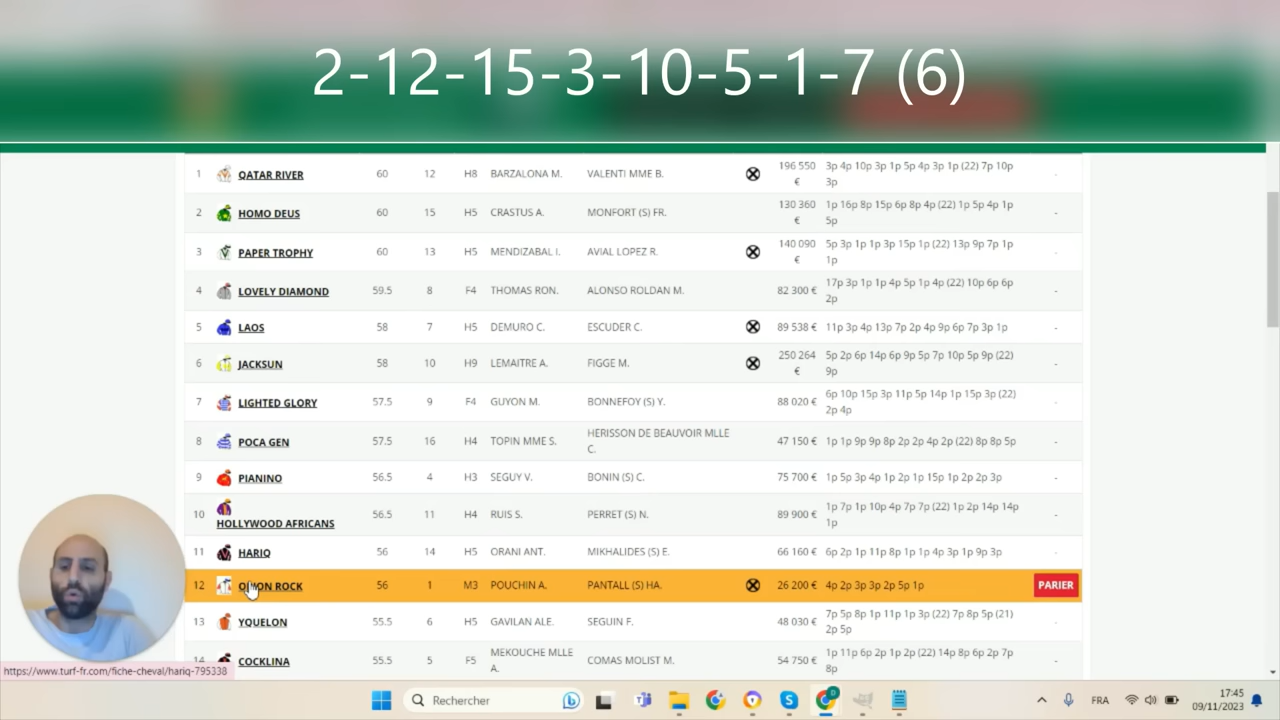 2-12-15-3-10-5-1-7 (6)
1 QATAR RIVER 60 12 H8 BARZALONA M. VALENTI MME B. 196 550 € 3p 4p 10p 3p 1p 5p 4p 3p 1p (22) 7p 10p 3p -
2 HOMO DEUS 60 15 H5 CRASTUS A. MONFORT (S) FR. 130 360 € 1p 16p 8p 15p 6p 8p 4p (22) 1p 5p 4p 1p 5p -
3 PAPER TROPHY 60 13 H5 MENDIZABAL I. AVIAL LOPEZ R. 140 090 € 5p 3p 1p 1p 3p 15p 1p (22) 13p 9p 7p 1p 1p -
4 LOVELY DIAMOND 59.5 8 F4 THOMAS RON. ALONSO ROLDAN M. 82 300 € 17p 3p 1p 1p 4p 5p 1p 4p (22) 10p 6p 6p 2p -
5 LAOS 58 7 H5 DEMURO C. ESCUDER C. 89 538 € 11p 3p 4p 13p 7p 2p 4p 9p 6p 7p 3p 1p -
6 JACKSUN 58 10 H9 LEMAITRE A. FIGGE M. 250 264 € 5p 2p 6p 14p 6p 9p 5p 7p 10p 5p 9p (22) 9p -
7 LIGHTED GLORY 57.5 9 F4 GUYON M. BONNEFOY (S) Y. 88 020 € 6p 10p 15p 3p 11p 5p 14p 1p 15p 3p (22) 2p 4p -
8 POCA GEN 57.5 16 H4 TOPIN MME S. HERISSON DE BEAUVOIR MLLE C. 47 150 € 1p 1p 9p 9p 8p 2p 2p 4p 2p (22) 8p 8p 5p -
9 PIANINO 56.5 4 H3 SEGUY V. BONIN (S) C. 75 700 € 1p 5p 3p 4p 1p 2p 1p 15p 1p 2p 2p 3p -
10 HOLLYWOOD AFRICANS 56.5 11 H4 RUIS S. PERRET (S) N. 89 900 € 1p 7p 1p 10p 4p 7p 7p (22) 1p 2p 14p 14p 1p -
11 HARIQ 56 14 H5 ORANI ANT. MIKHALIDES (S) E. 66 160 € 6p 2p 1p 11p 8p 1p 1p 4p 3p 1p 9p 3p -
12 ROCK 56 1 M3 POUCHIN A. PANTALL (S) HA. 26 200 € 4p 2p 3p 3p 2p 5p 1p PARIER
13 YQUELON 55.5 6 H5 GAVILAN ALE. SEGUIN F. 48 030 € 7p 5p 8p 1p 11p 1p 3p (22) 7p 8p 5p (21) 2p 5p -
14 COCKLINA 55.5 5 F5 MEKOUCHE MLLE A. COMAS MOLIST M. 54 750 € 1p 11p 6p 2p 1p 2p (22) 14p 8p 6p 2p 7p 8p -
https://www.turf-fr.com/fiche-cheval/hariq-795338
Rechercher
FRA
17:45
09/11/2023